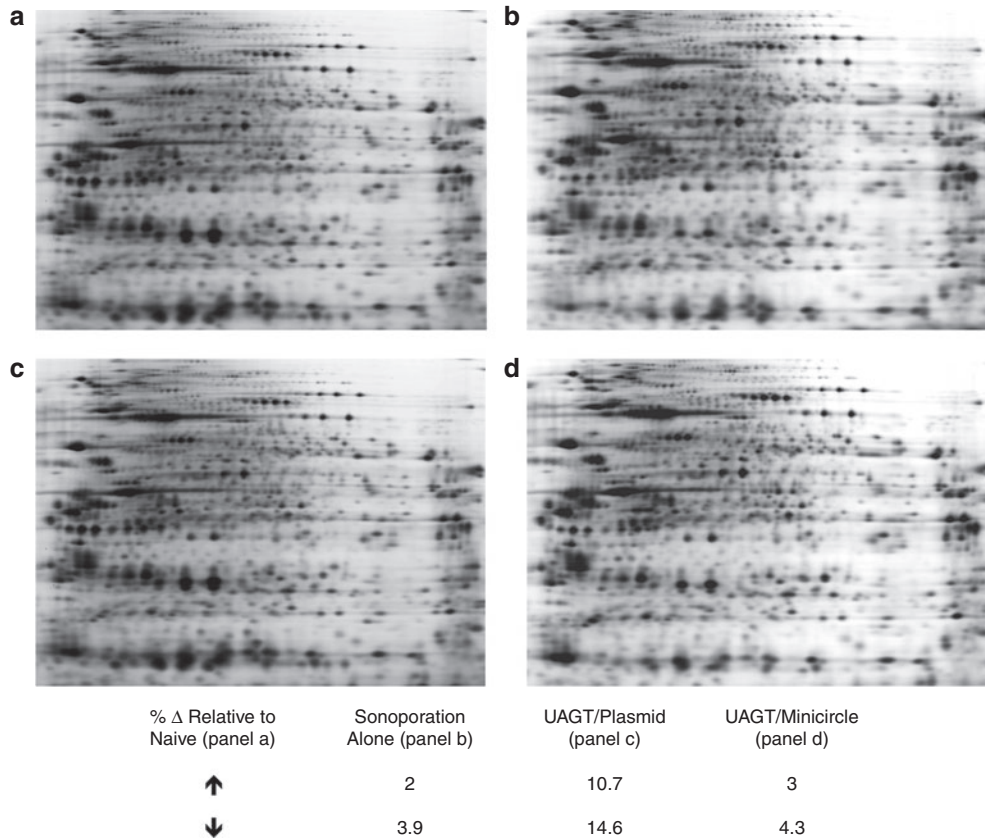 a
b
c
d
% Δ Relative to Naive (panel a)
Sonoporation Alone (panel b)
UAGT/Plasmid (panel c)
UAGT/Minicircle (panel d)
↑ 2 10.7 3
↓ 3.9 14.6 4.3